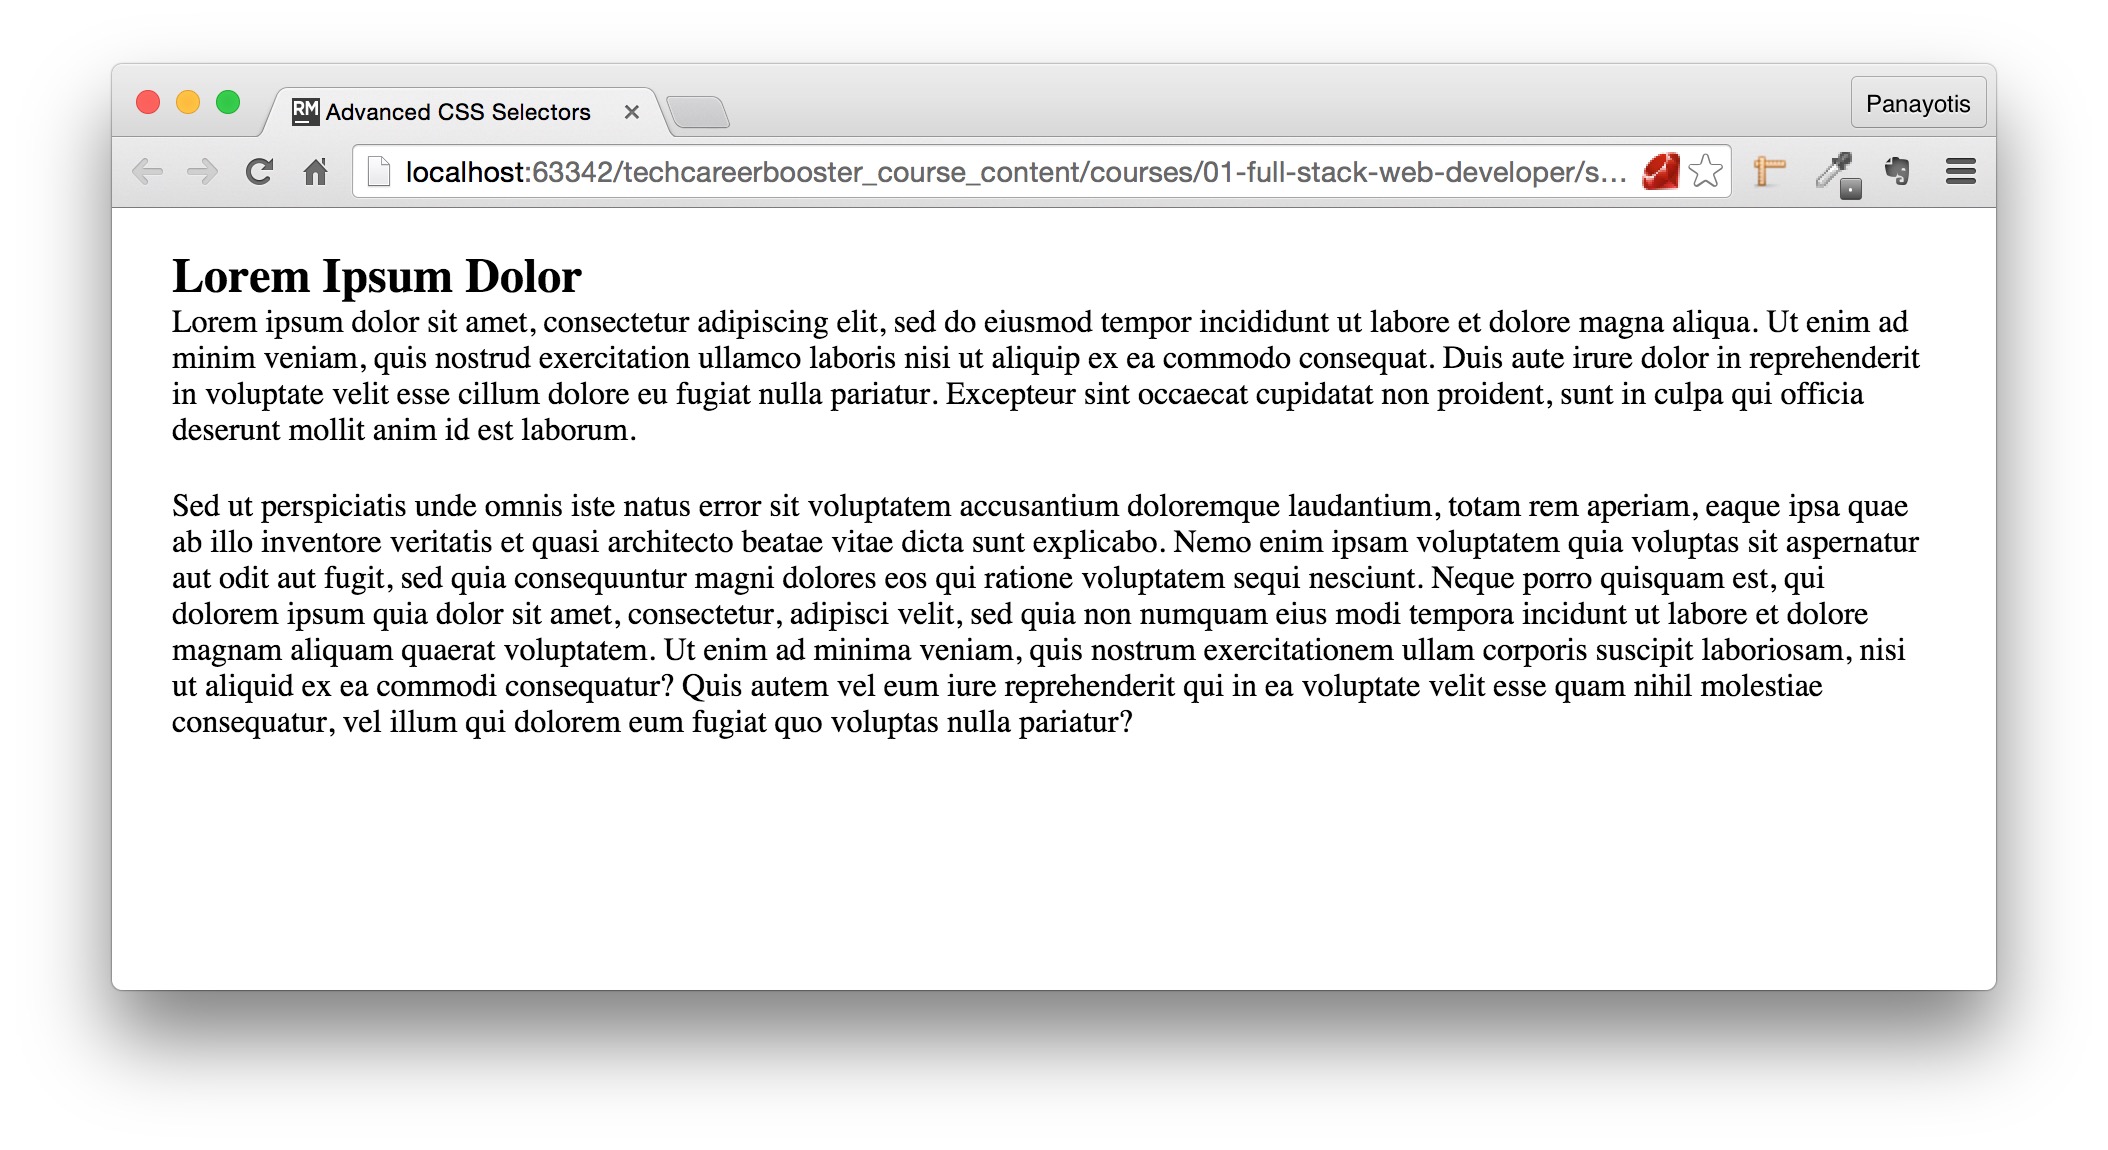 RM Advanced CSS Selectors
Panayotis
localhost:63342/techcareerbooster_course_content/courses/01-full-stack-web-developer/s...
Lorem Ipsum Dolor
Lorem ipsum dolor sit amet, consectetur adipiscing elit, sed do eiusmod tempor incididunt ut labore et dolore magna aliqua. Ut enim ad
minim veniam, quis nostrud exercitation ullamco laboris nisi ut aliquip ex ea commodo consequat. Duis aute irure dolor in reprehenderit
in voluptate velit esse cillum dolore eu fugiat nulla pariatur. Excepteur sint occaecat cupidatat non proident, sunt in culpa qui officia
deserunt mollit anim id est laborum.
Sed ut perspiciatis unde omnis iste natus error sit voluptatem accusantium doloremque laudantium, totam rem aperiam, eaque ipsa quae
ab illo inventore veritatis et quasi architecto beatae vitae dicta sunt explicabo. Nemo enim ipsam voluptatem quia voluptas sit aspernatur
aut odit aut fugit, sed quia consequuntur magni dolores eos qui ratione voluptatem sequi nesciunt. Neque porro quisquam est, qui
dolorem ipsum quia dolor sit amet, consectetur, adipisci velit, sed quia non numquam eius modi tempora incidunt ut labore et dolore
magnam aliquam quaerat voluptatem. Ut enim ad minima veniam, quis nostrum exercitationem ullam corporis suscipit laboriosam, nisi
ut aliquid ex ea commodi consequatur? Quis autem vel eum iure reprehenderit qui in ea voluptate velit esse quam nihil molestiae
consequatur, vel illum qui dolorem eum fugiat quo voluptas nulla pariatur?